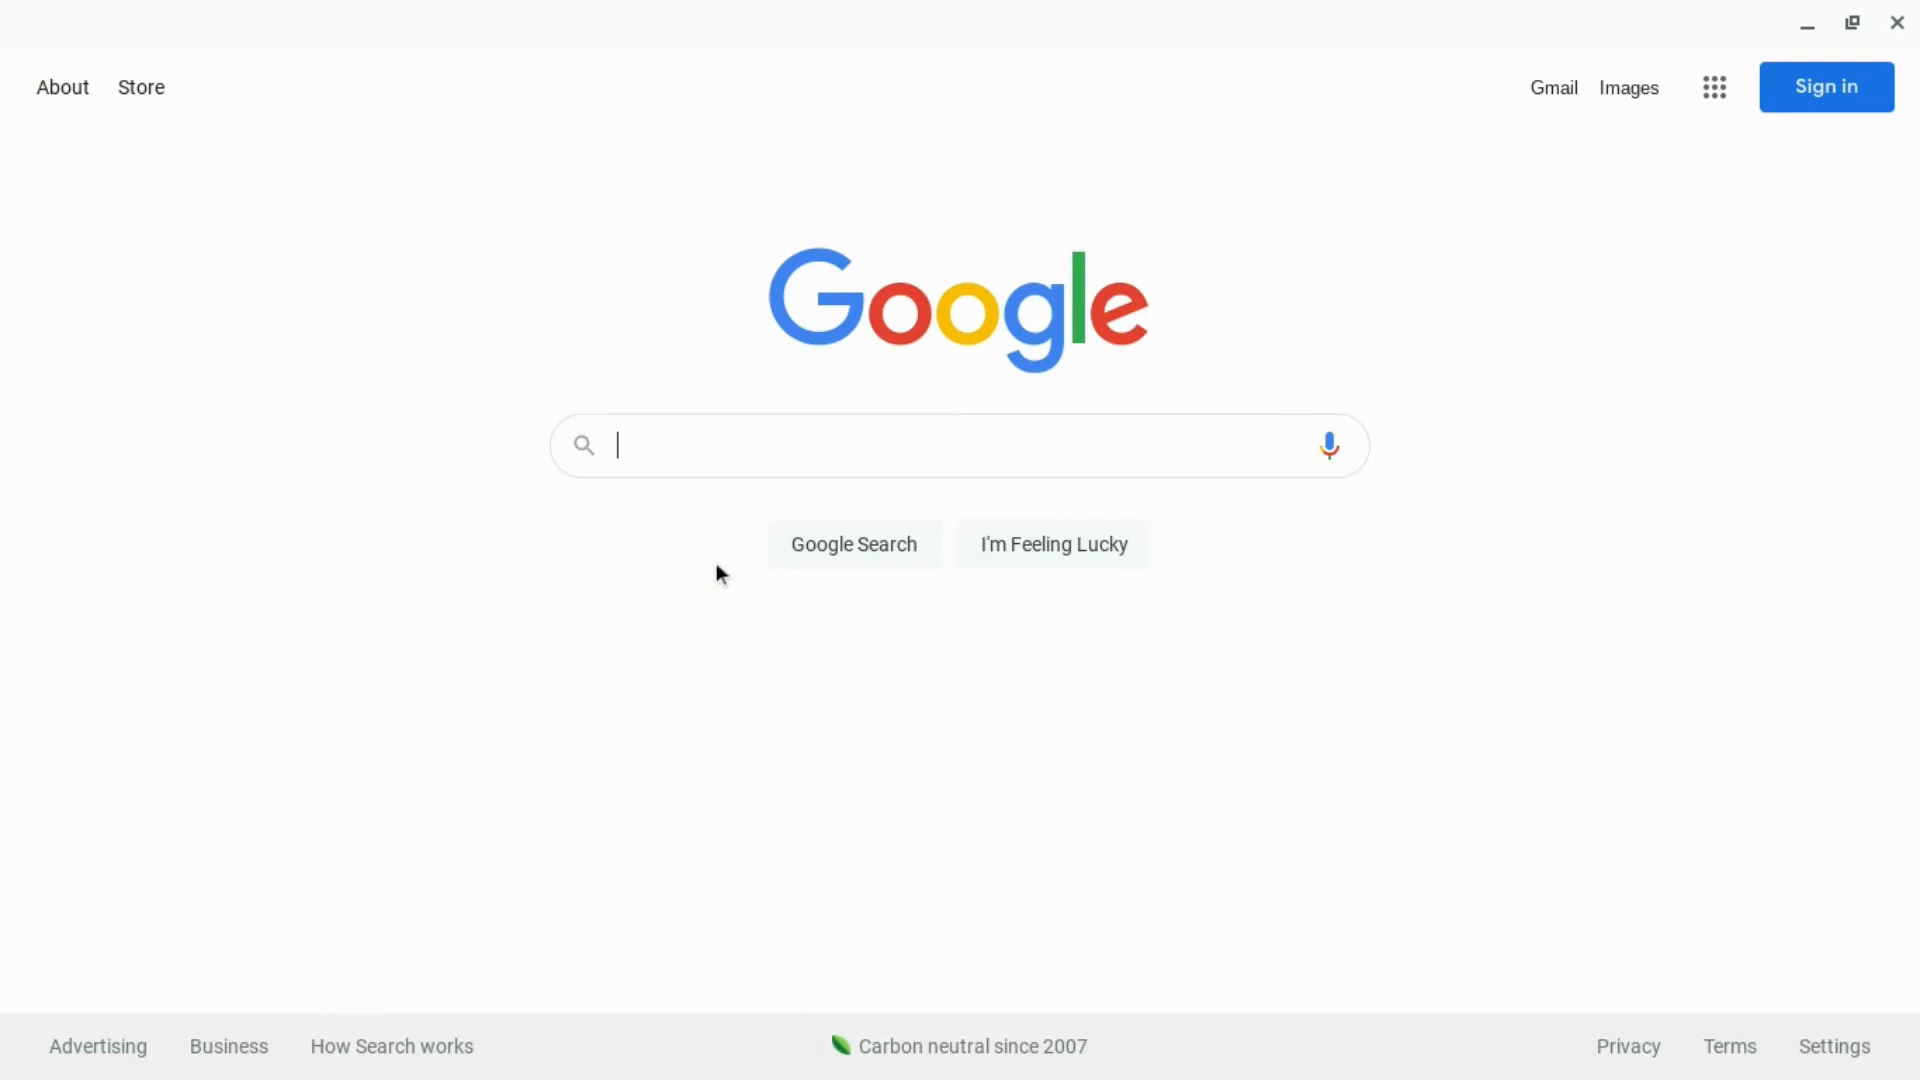 About Store
Gmail Images Sign in
Google
Google Search I'm Feeling Lucky
Advertising Business How Search works Carbon neutral since 2007 Privacy Terms Settings